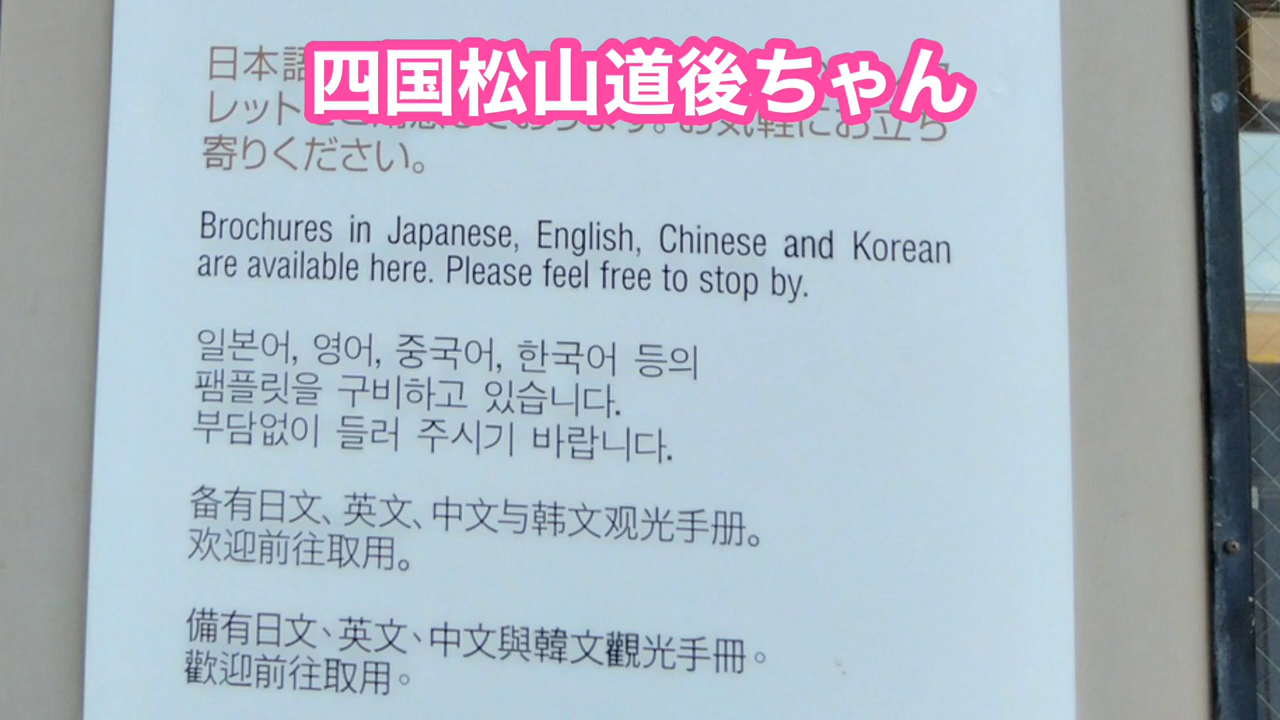 四国松山道後ちゃん
日本語
レット
寄りください。
Brochures in Japanese, English, Chinese and Korean
are available here. Please feel free to stop by.
일본어, 영어, 중국어, 한국어 등의
팸플릿을 구비하고 있습니다.
부담없이 들러 주시기 바랍니다.
备有日文、英文、中文与韩文观光手册。
欢迎前往取用。
備有日文、英文、中文與韓文觀光手冊。
歡迎前往取用。